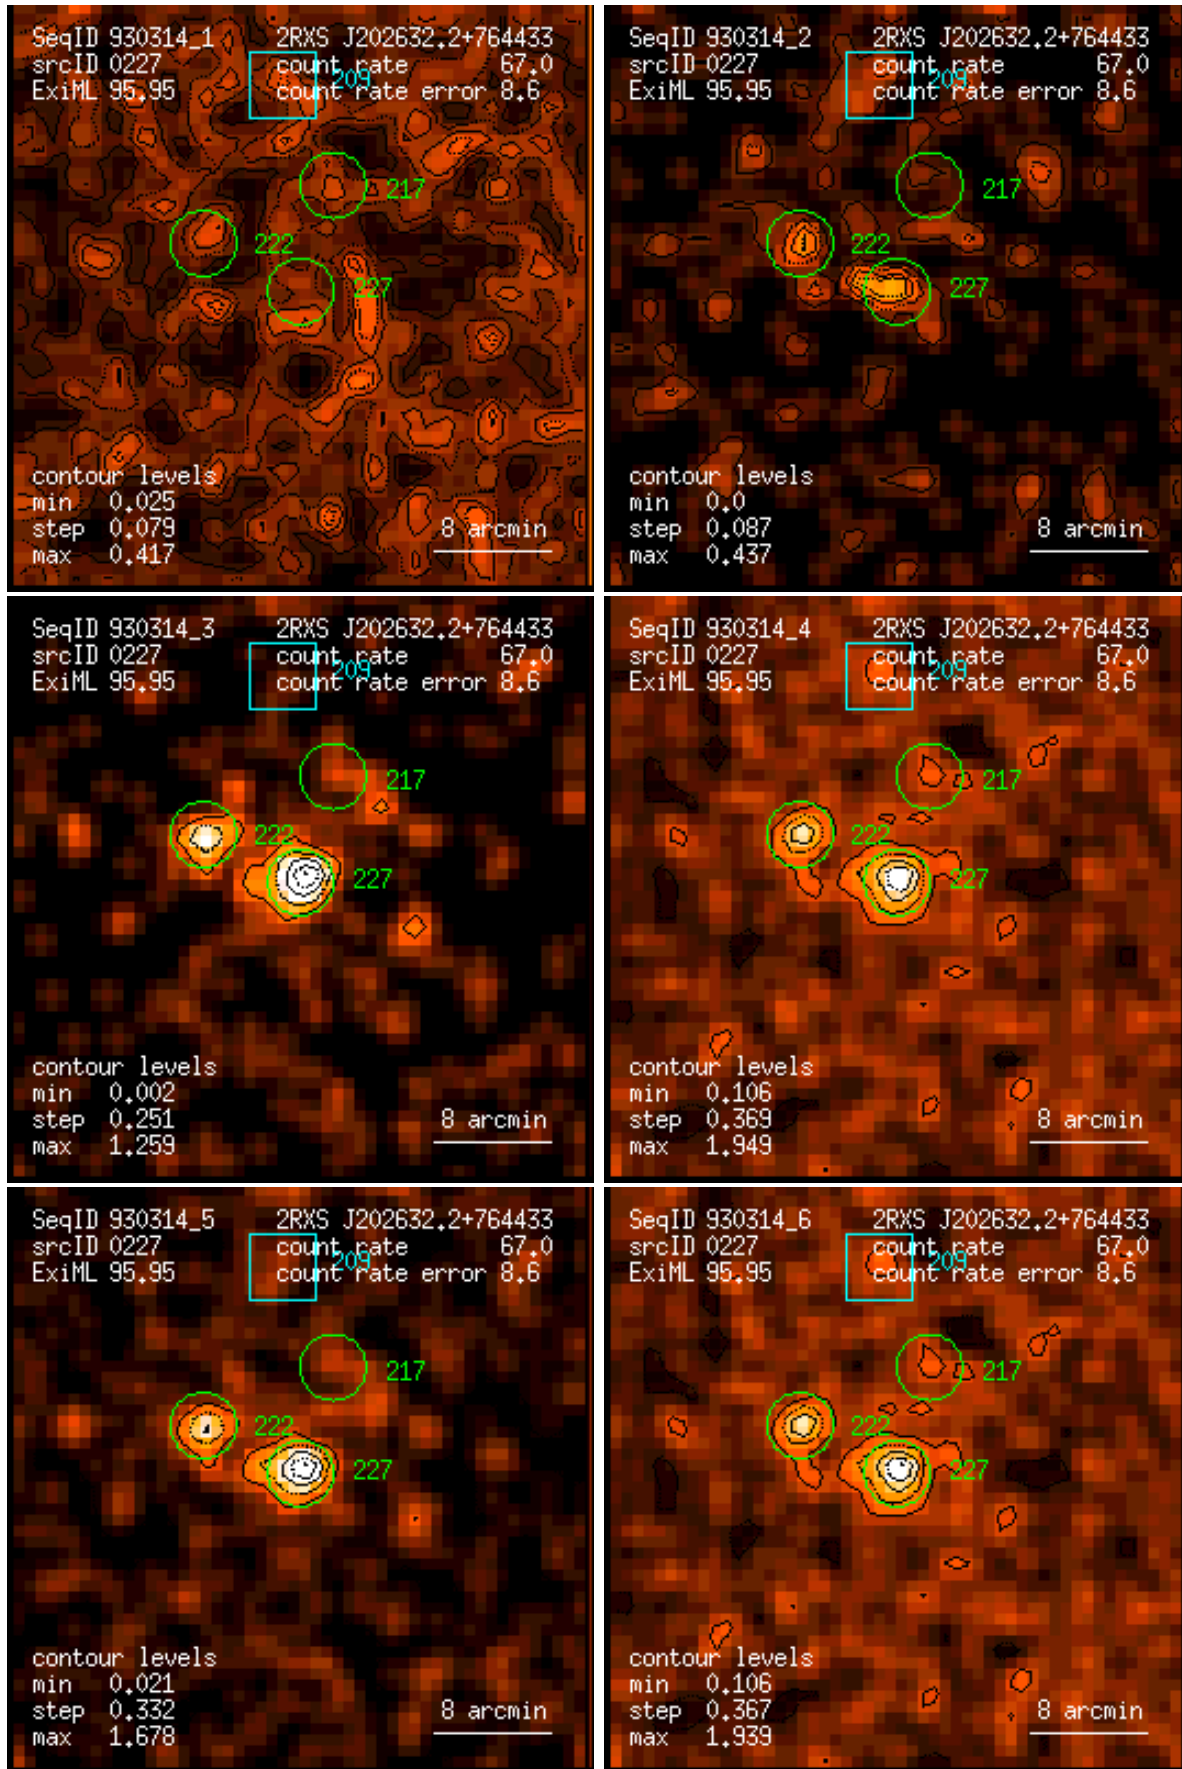 SeqID 930314_1 2RXS J202632.2+764433
srcID 0227 count rate 67.0
ExiML 95.95 count rate error 8.6
209
217
222
227
contour levels
min 0.025
step 0.079 8 arcmin
max 0.417
SeqID 930314_2 2RXS J202632.2+764433
srcID 0227 count rate 67.0
ExiML 95.95 count rate error 8.6
209
217
222
227
contour levels
min 0.0
step 0.087 8 arcmin
max 0.437
SeqID 930314_3 2RXS J202632.2+764433
srcID 0227 count rate 67.0
ExiML 95.95 count rate error 8.6
209
217
222
227
contour levels
min 0.002
step 0.251 8 arcmin
max 1.259
SeqID 930314_4 2RXS J202632.2+764433
srcID 0227 count rate 67.0
ExiML 95.95 count rate error 8.6
209
217
222
227
contour levels
min 0.106
step 0.369 8 arcmin
max 1.949
SeqID 930314_5 2RXS J202632.2+764433
srcID 0227 count rate 67.0
ExiML 95.95 count rate error 8.6
209
217
222
227
contour levels
min 0.021
step 0.332 8 arcmin
max 1.678
SeqID 930314_6 2RXS J202632.2+764433
srcID 0227 count rate 67.0
ExiML 95.95 count rate error 8.6
209
217
222
227
contour levels
min 0.106
step 0.367 8 arcmin
max 1.939